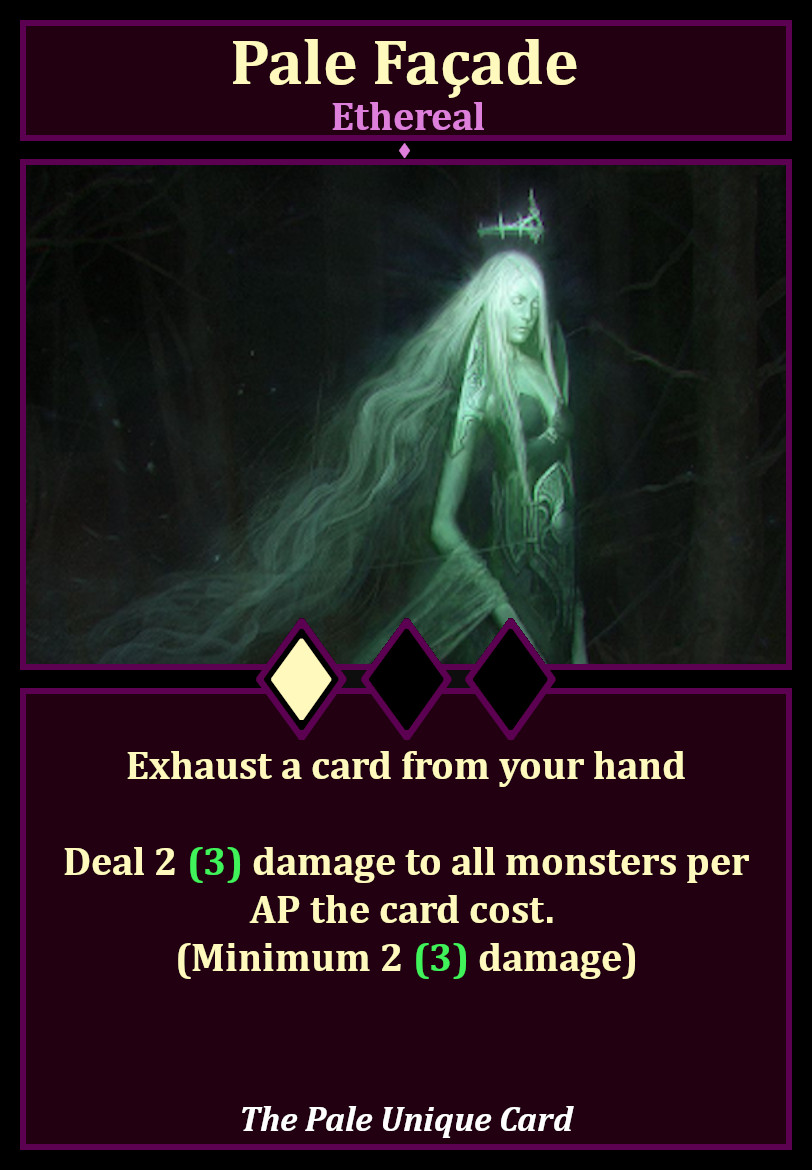 Pale Façade
Ethereal
Exhaust a card from your hand
Deal 2 (3) damage to all monsters per
AP the card cost.
(Minimum 2 (3) damage)
The Pale Unique Card